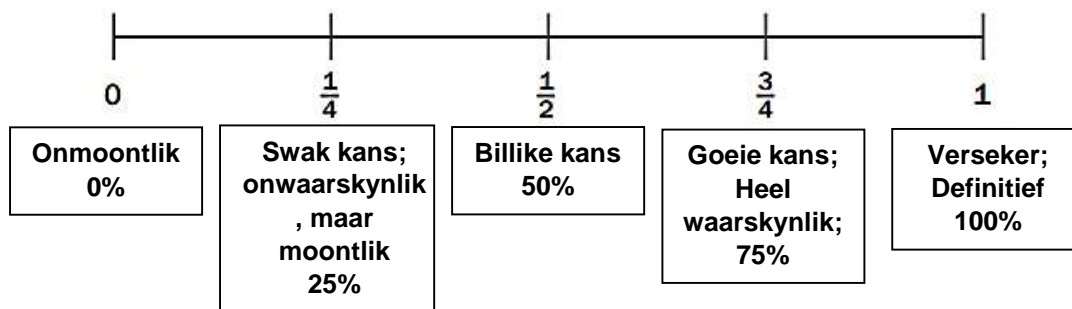 0 1/4 1/2 3/4 1
Onmoontlik
0%
Swak kans;
onwaarskynlik
, maar
moontlik
25%
Billike kans
50%
Goeie kans;
Heel
waarskynlik;
75%
Verseker;
Definitief
100%